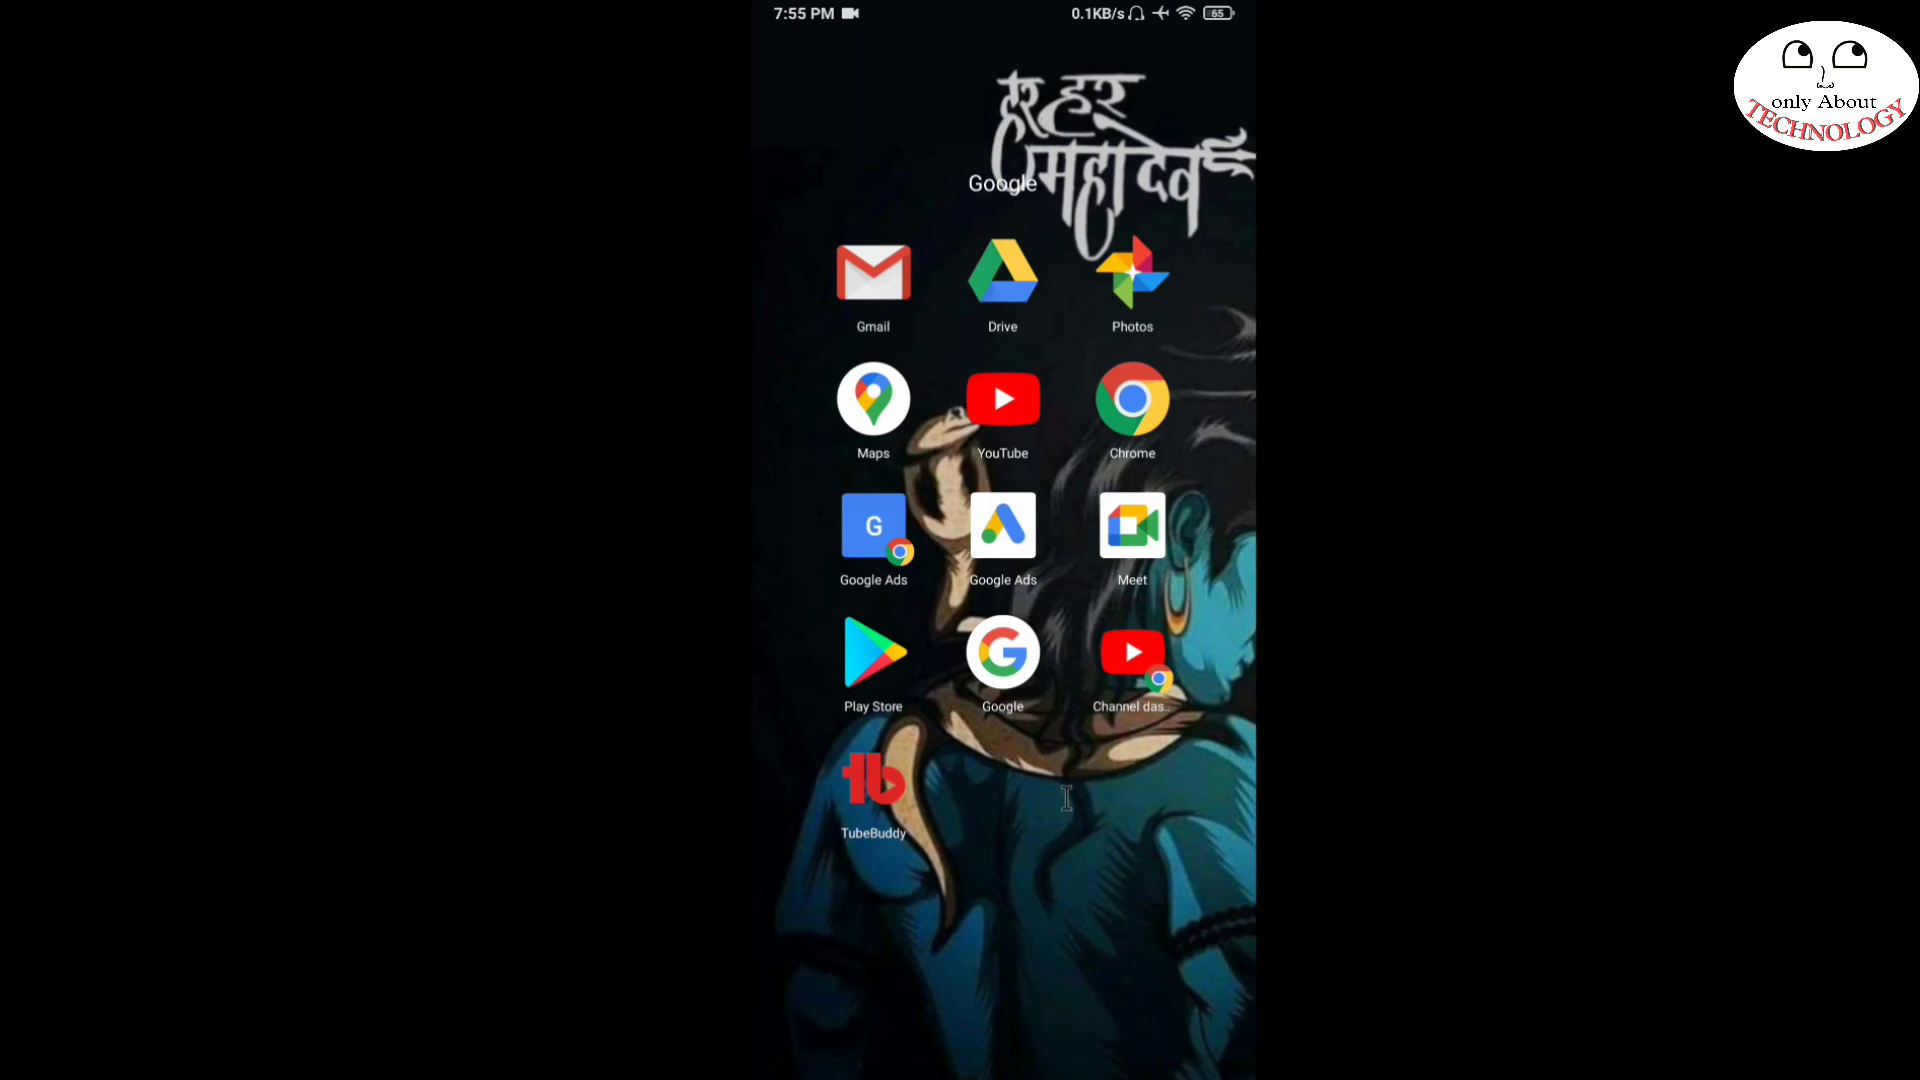 7:55 PM
0.1KB/s
65
only About
TECHNOLOGY
हर हर
महादेव
Google
Gmail
Drive
Photos
Maps
YouTube
Chrome
G
Google Ads
Google Ads
Meet
Play Store
Google
Channel das..
tb
TubeBuddy